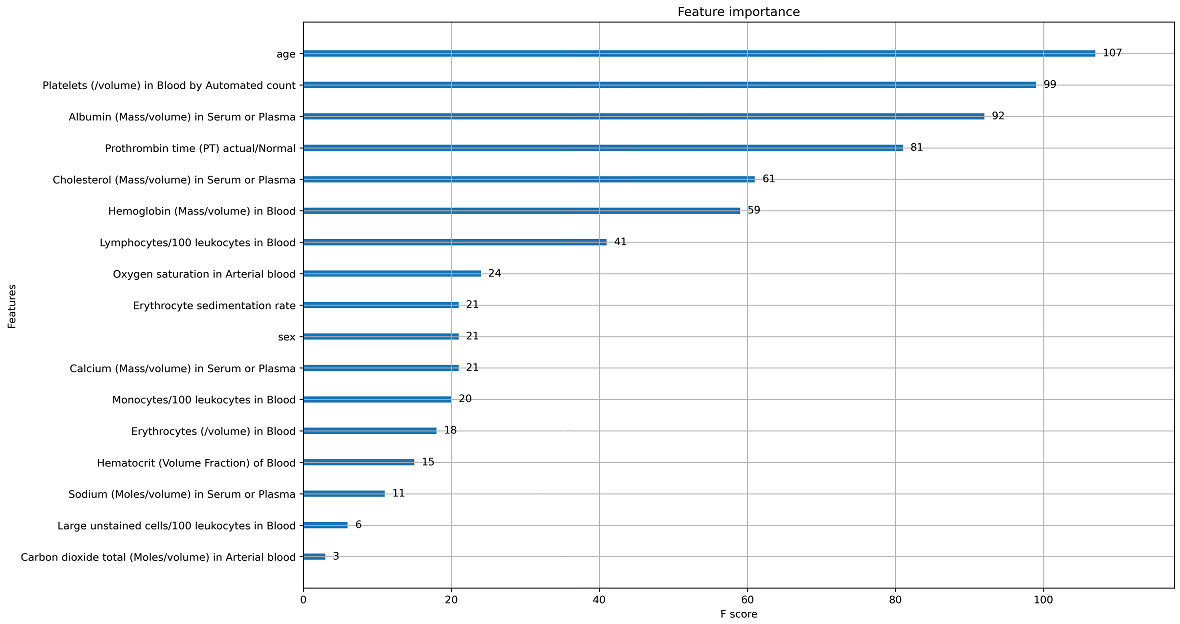 Feature importance
Features
age 107
Platelets (/volume) in Blood by Automated count 99
Albumin (Mass/volume) in Serum or Plasma 92
Prothrombin time (PT) actual/Normal 81
Cholesterol (Mass/volume) in Serum or Plasma 61
Hemoglobin (Mass/volume) in Blood 59
Lymphocytes/100 leukocytes in Blood 41
Oxygen saturation in Arterial blood 24
Erythrocyte sedimentation rate 21
sex 21
Calcium (Mass/volume) in Serum or Plasma 21
Monocytes/100 leukocytes in Blood 20
Erythrocytes (/volume) in Blood 18
Hematocrit (Volume Fraction) of Blood 15
Sodium (Moles/volume) in Serum or Plasma 11
Large unstained cells/100 leukocytes in Blood 6
Carbon dioxide total (Moles/volume) in Arterial blood 3
0 20 40 60 80 100
F score